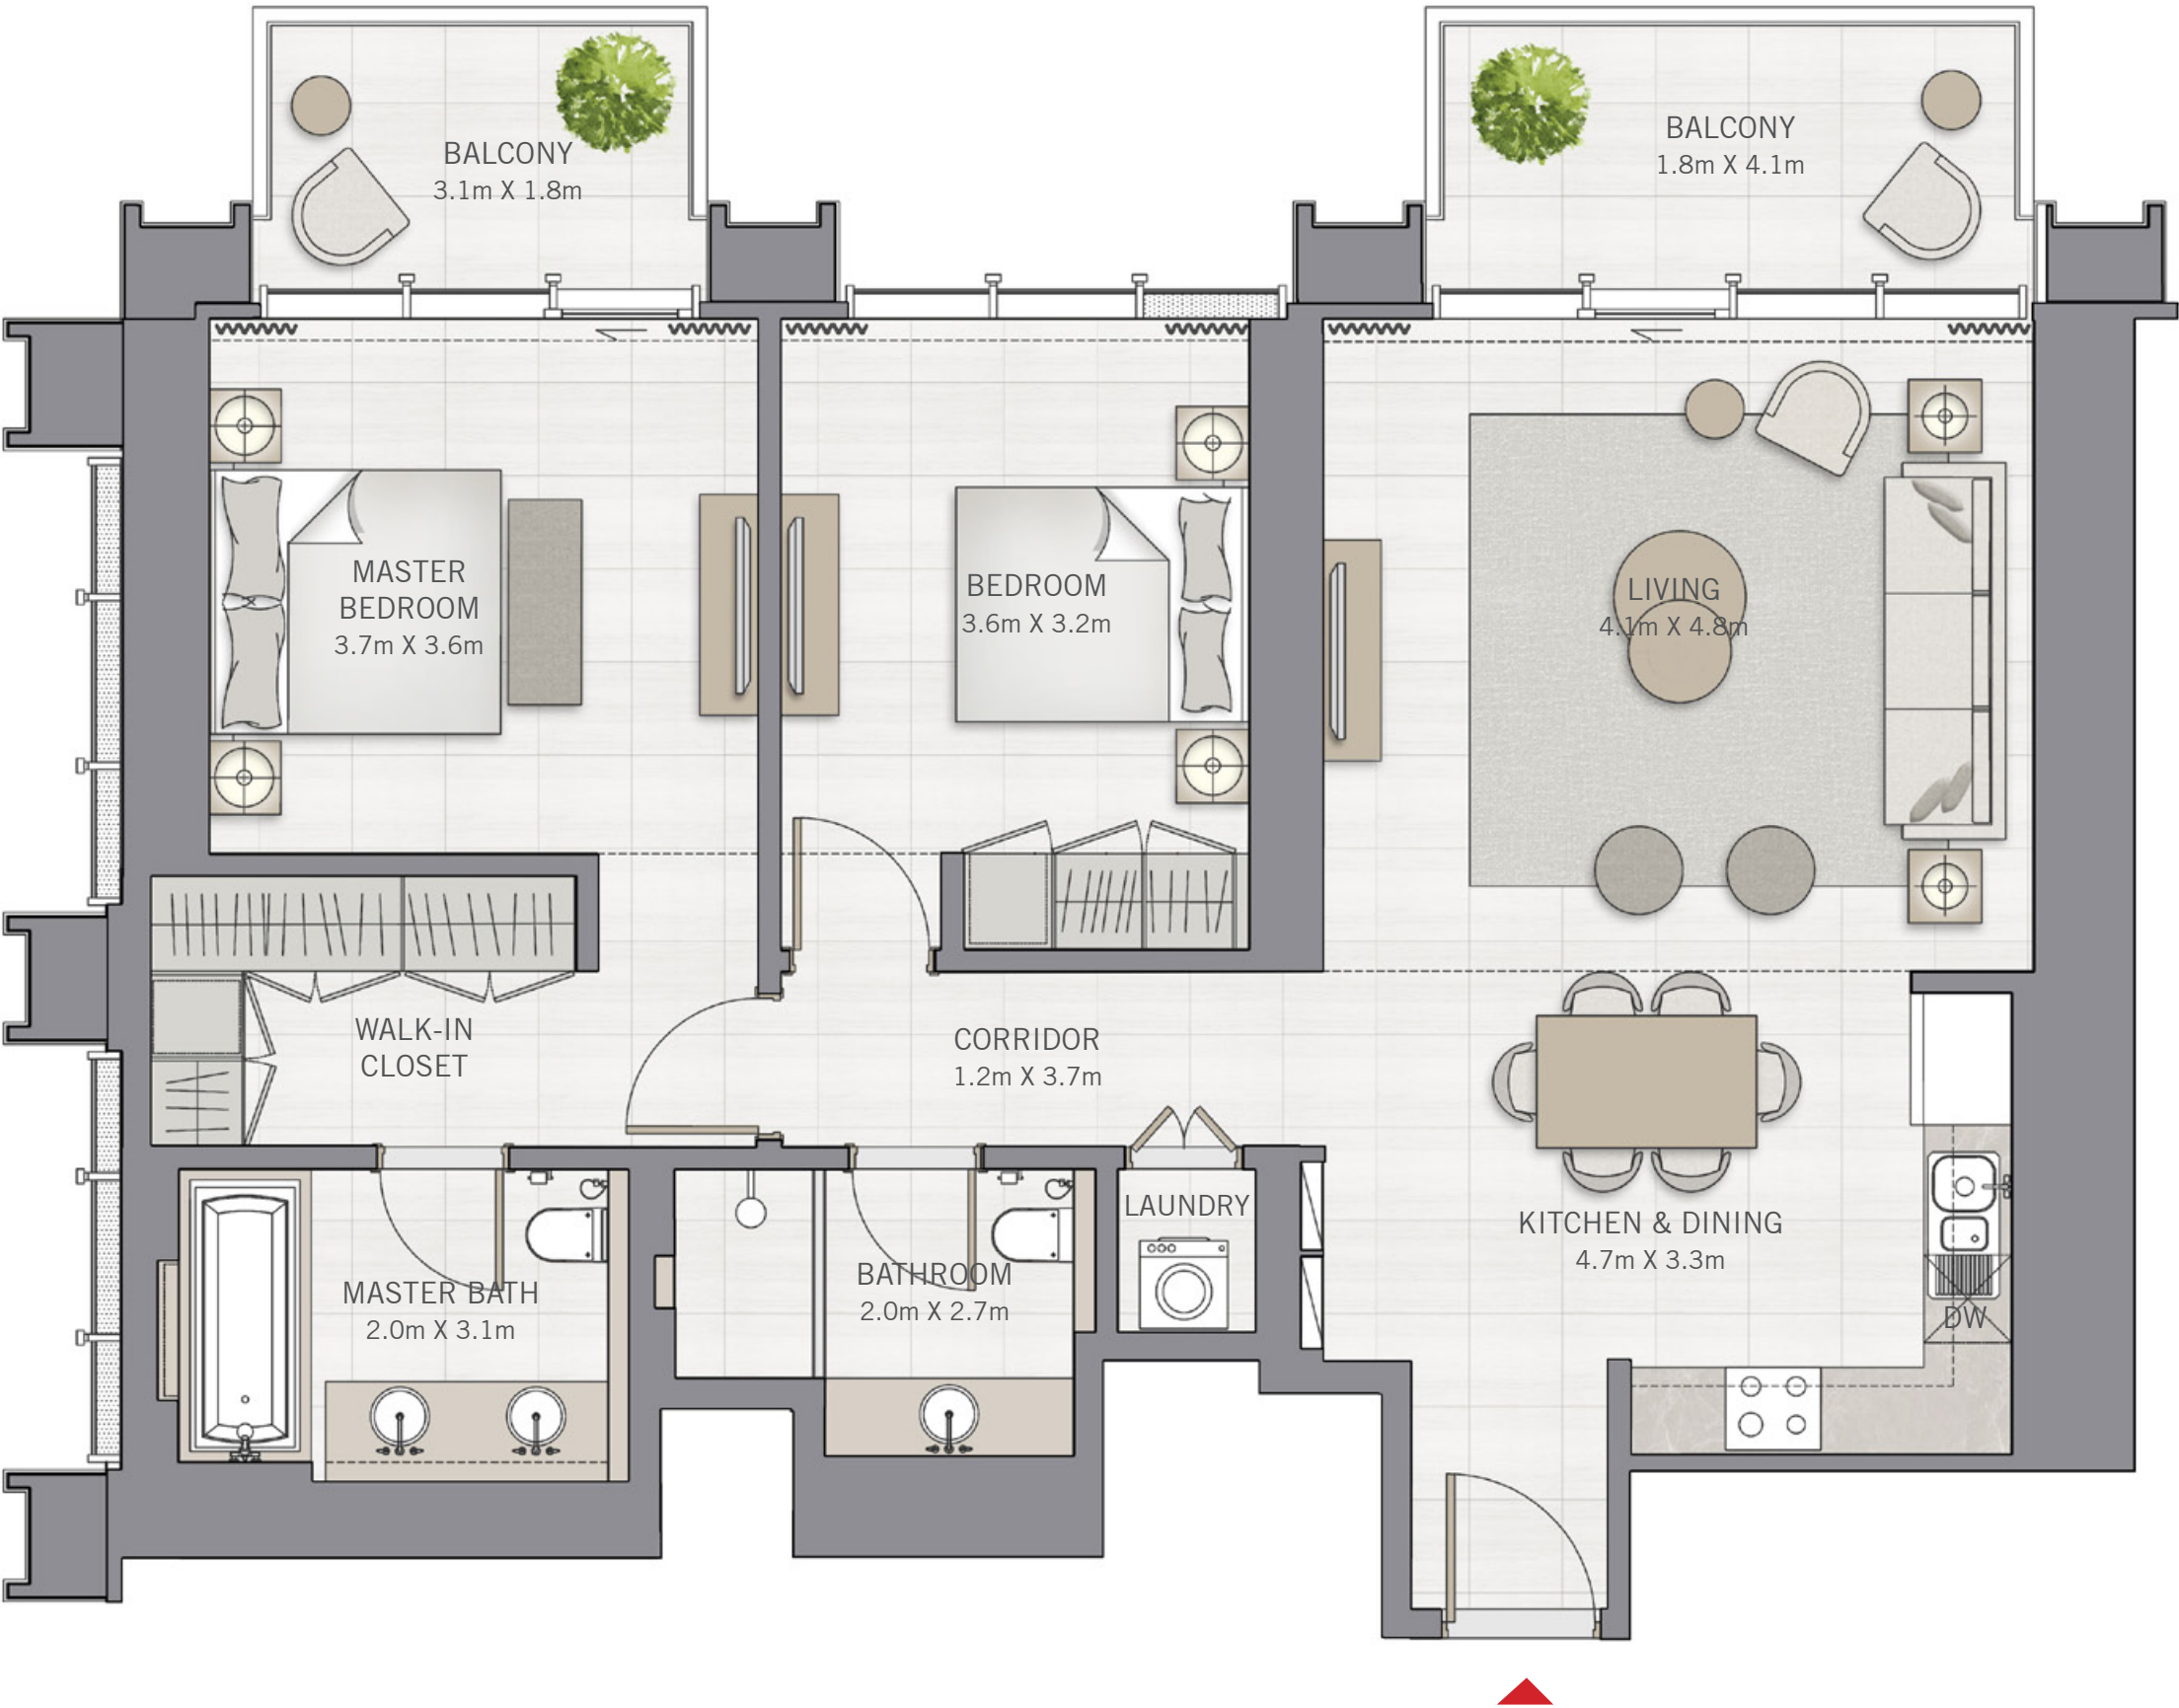 BALCONY
3.1m X 1.8m
BALCONY
1.8m X 4.1m
MASTER
BEDROOM
3.7m X 3.6m
BEDROOM
3.6m X 3.2m
LIVING
4.1m X 4.8m
WALK-IN
CLOSET
CORRIDOR
1.2m X 3.7m
MASTER BATH
2.0m X 3.1m
BATHROOM
2.0m X 2.7m
LAUNDRY
KITCHEN & DINING
4.7m X 3.3m
DW